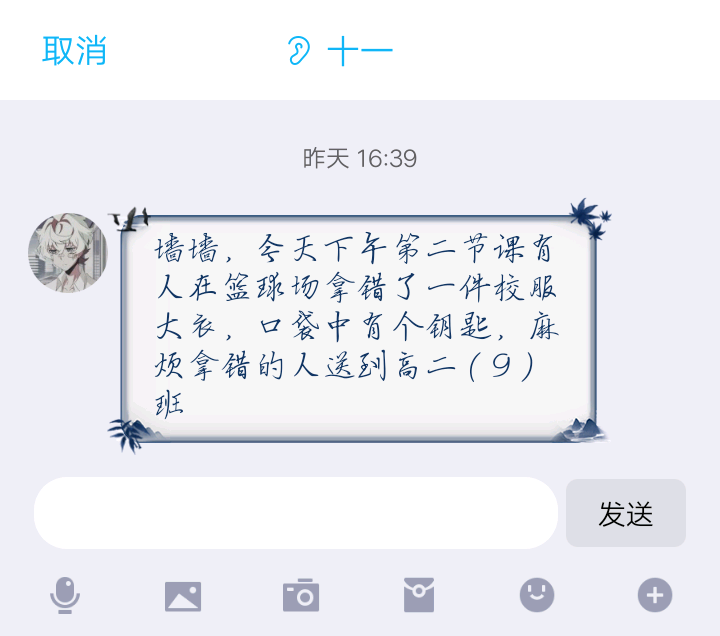 取消
十一
昨天 16:39
墙墙，今天下午第二节课有
人在篮球场拿错了一件校服
大衣，口袋中有个钥匙，麻
烦拿错的人送到高二（9）
班
发送